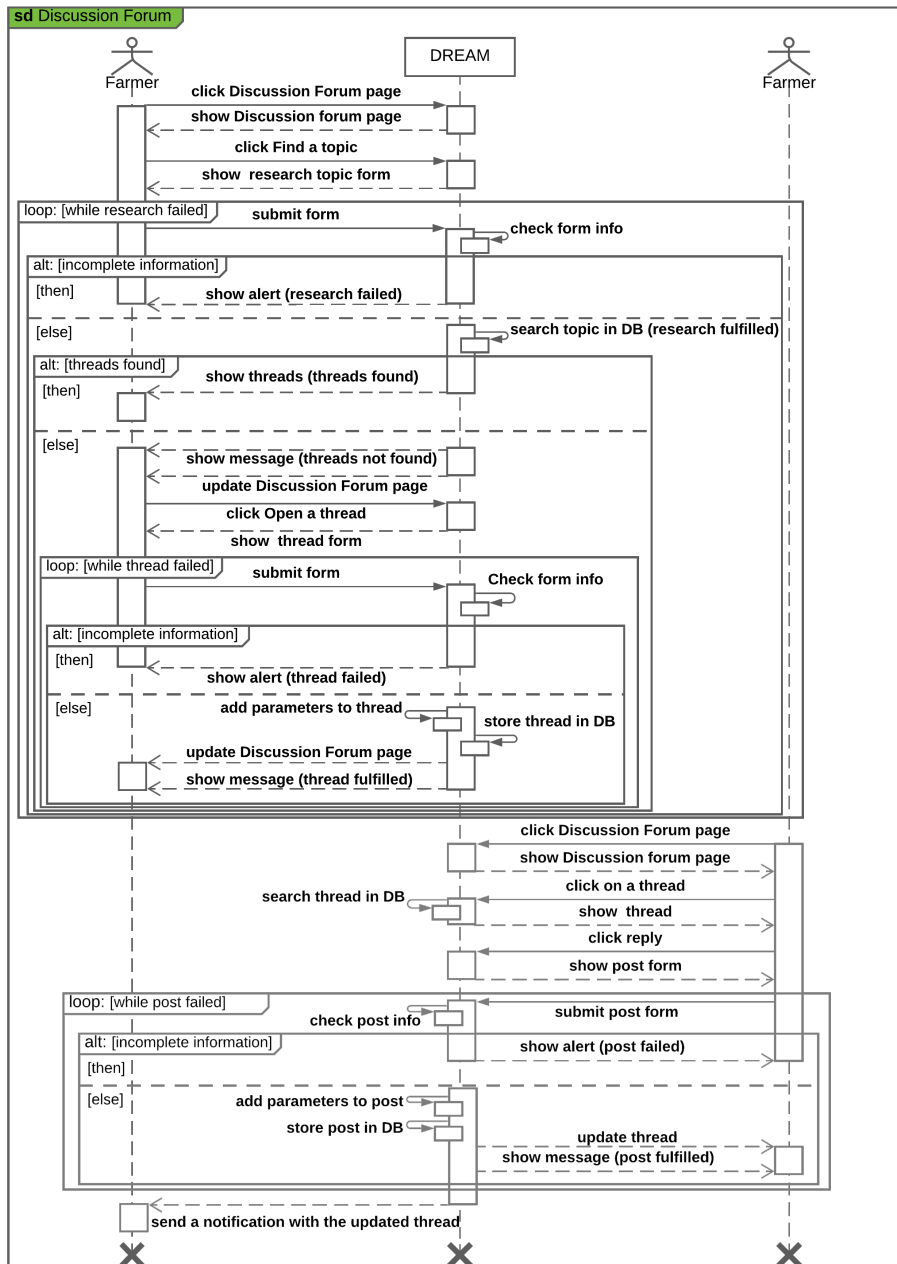 sd Discussion Forum
Farmer
DREAM
Farmer
click Discussion Forum page
show Discussion forum page
click Find a topic
show research topic form
loop: [while research failed]
submit form
check form info
alt: [incomplete information]
[then]
show alert (research failed)
[else]
search topic in DB (research fulfilled)
alt: [threads found]
show threads (threads found)
[then]
[else]
show message (threads not found)
update Discussion Forum page
click Open a thread
show thread form
loop: [while thread failed]
submit form
Check form info
alt: [incomplete information]
[then]
show alert (thread failed)
[else]
add parameters to thread
store thread in DB
update Discussion Forum page
show message (thread fulfilled)
click Discussion Forum page
show Discussion forum page
click on a thread
search thread in DB
show thread
click reply
show post form
loop: [while post failed]
submit post form
check post info
alt: [incomplete information]
show alert (post failed)
[then]
[else]
add parameters to post
store post in DB
update thread
show message (post fulfilled)
send a notification with the updated thread